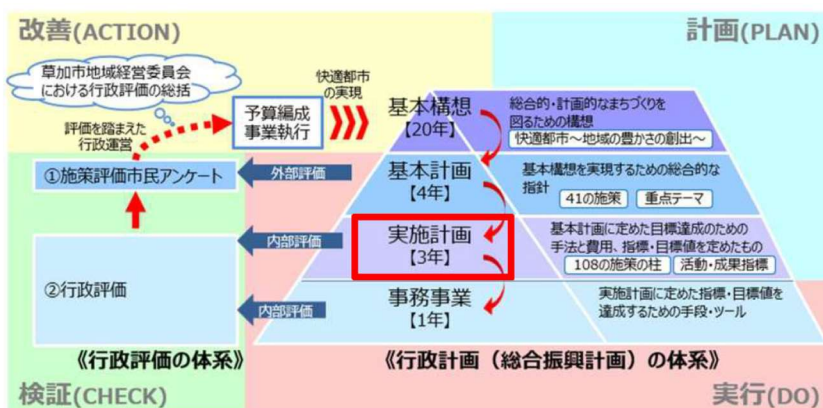 改善(ACTION)
計画(PLAN)
草加市地域経営委員会
における行政評価の総括
評価を踏まえた
行政運営
予算編成
事業執行
快適都市
の実現
基本構想
【20年】
総合的・計画的なまちづくりを
図るための構想
快適都市～地域の豊かさの創出～
①施策評価市民アンケート
外部評価
基本計画
【4年】
基本構想を実現するための総合的な
指針
41の施策
重点テーマ
②行政評価
内部評価
実施計画
【3年】
基本計画に定めた目標達成のための
手法と費用、指標・目標値を定めたもの
108の施策の柱
活動・成果指標
内部評価
事務事業
【1年】
実施計画に定めた指標・目標値を
達成するための手段・ツール
《行政評価の体系》
《行政計画（総合振興計画）の体系》
検証(CHECK)
実行(DO)